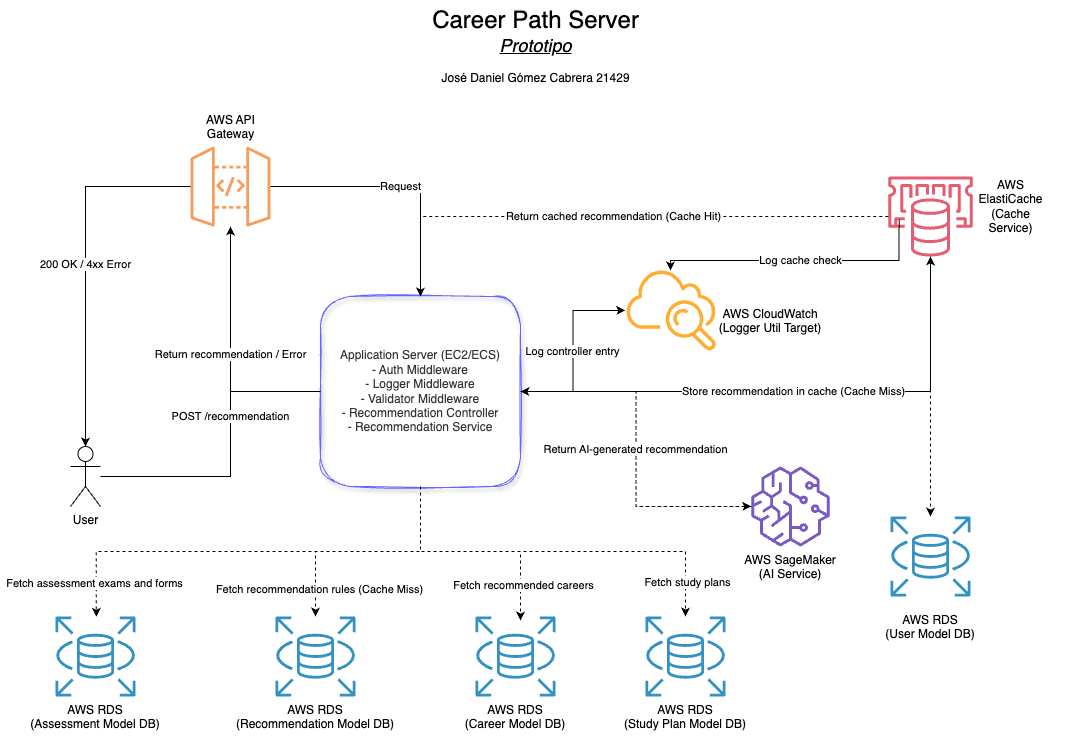 Career Path Server
Prototipo
José Daniel Gómez Cabrera 21429
AWS API
Gateway
Request
Return cached recommendation (Cache Hit)
AWS
ElastiCache
(Cache
Service)
200 OK / 4xx Error
Log cache check
AWS CloudWatch
(Logger Util Target)
Return recommendation / Error
Application Server (EC2/ECS)
- Auth Middleware
- Logger Middleware
- Validator Middleware
- Recommendation Controller
- Recommendation Service
Log controller entry
Store recommendation in cache (Cache Miss)
POST /recommendation
Return AI-generated recommendation
User
AWS SageMaker
(AI Service)
Fetch assessment exams and forms
Fetch recommendation rules (Cache Miss)
Fetch recommended careers
Fetch study plans
AWS RDS
(User Model DB)
AWS RDS
(Assessment Model DB)
AWS RDS
(Recommendation Model DB)
AWS RDS
(Career Model DB)
AWS RDS
(Study Plan Model DB)